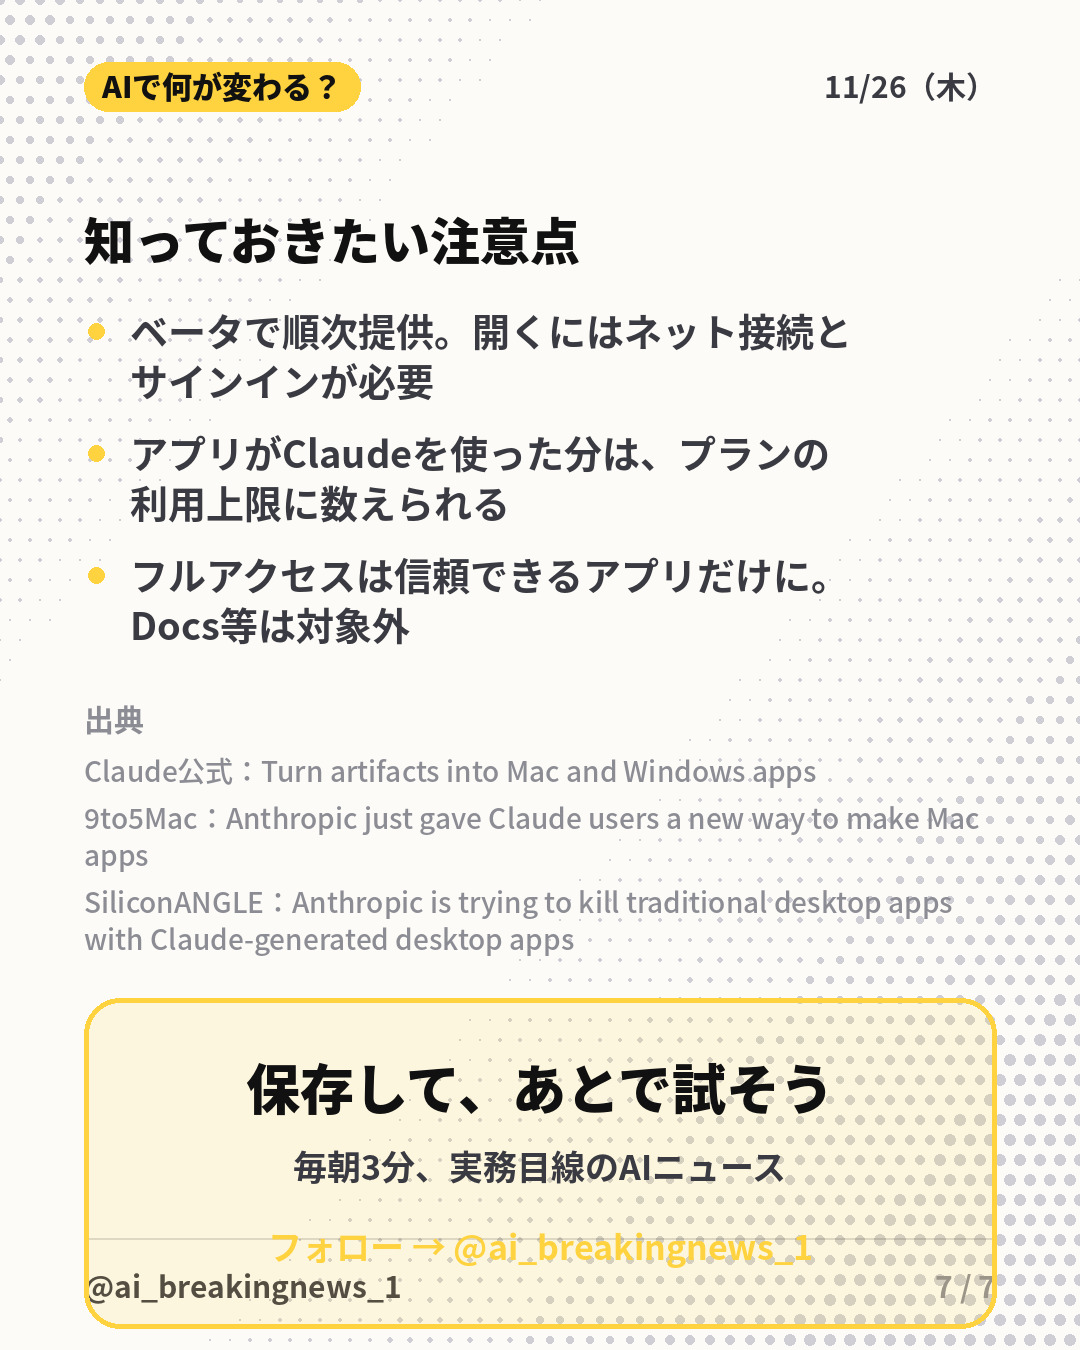 AIで何が変わる？
11/26（木）
知っておきたい注意点
ベータで順次提供。開くにはネット接続と
サインインが必要
アプリがClaudeを使った分は、プランの
利用上限に数えられる
フルアクセスは信頼できるアプリだけに。
Docs等は対象外
出典
Claude公式：Turn artifacts into Mac and Windows apps
9to5Mac：Anthropic just gave Claude users a new way to make Mac
apps
SiliconANGLE：Anthropic is trying to kill traditional desktop apps
with Claude-generated desktop apps
保存して、あとで試そう
毎朝3分、実務目線のAIニュース
フォロー → @ai_breakingnews_1
@ai_breakingnews_1
7 / 7